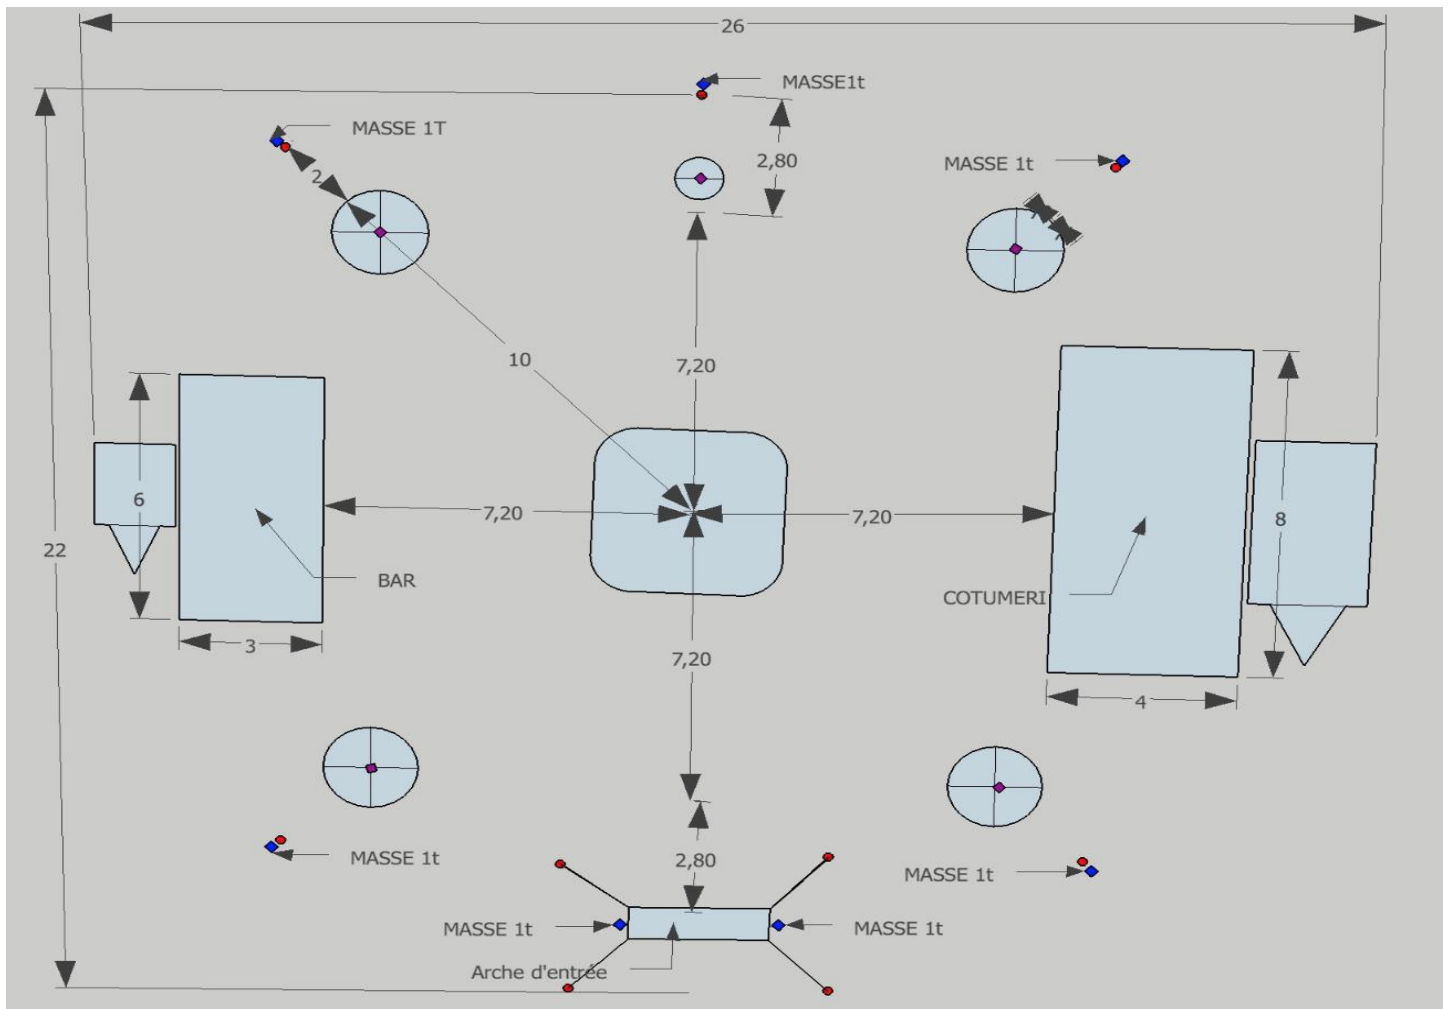 26
MASSE1t
MASSE 1T
2,80
MASSE 1t
2
10
7,20
6
7,20
7,20
8
22
BAR
COTUMERI
3
7,20
4
2,80
MASSE 1t
MASSE 1t
MASSE 1t
MASSE 1t
Arche d'entrée